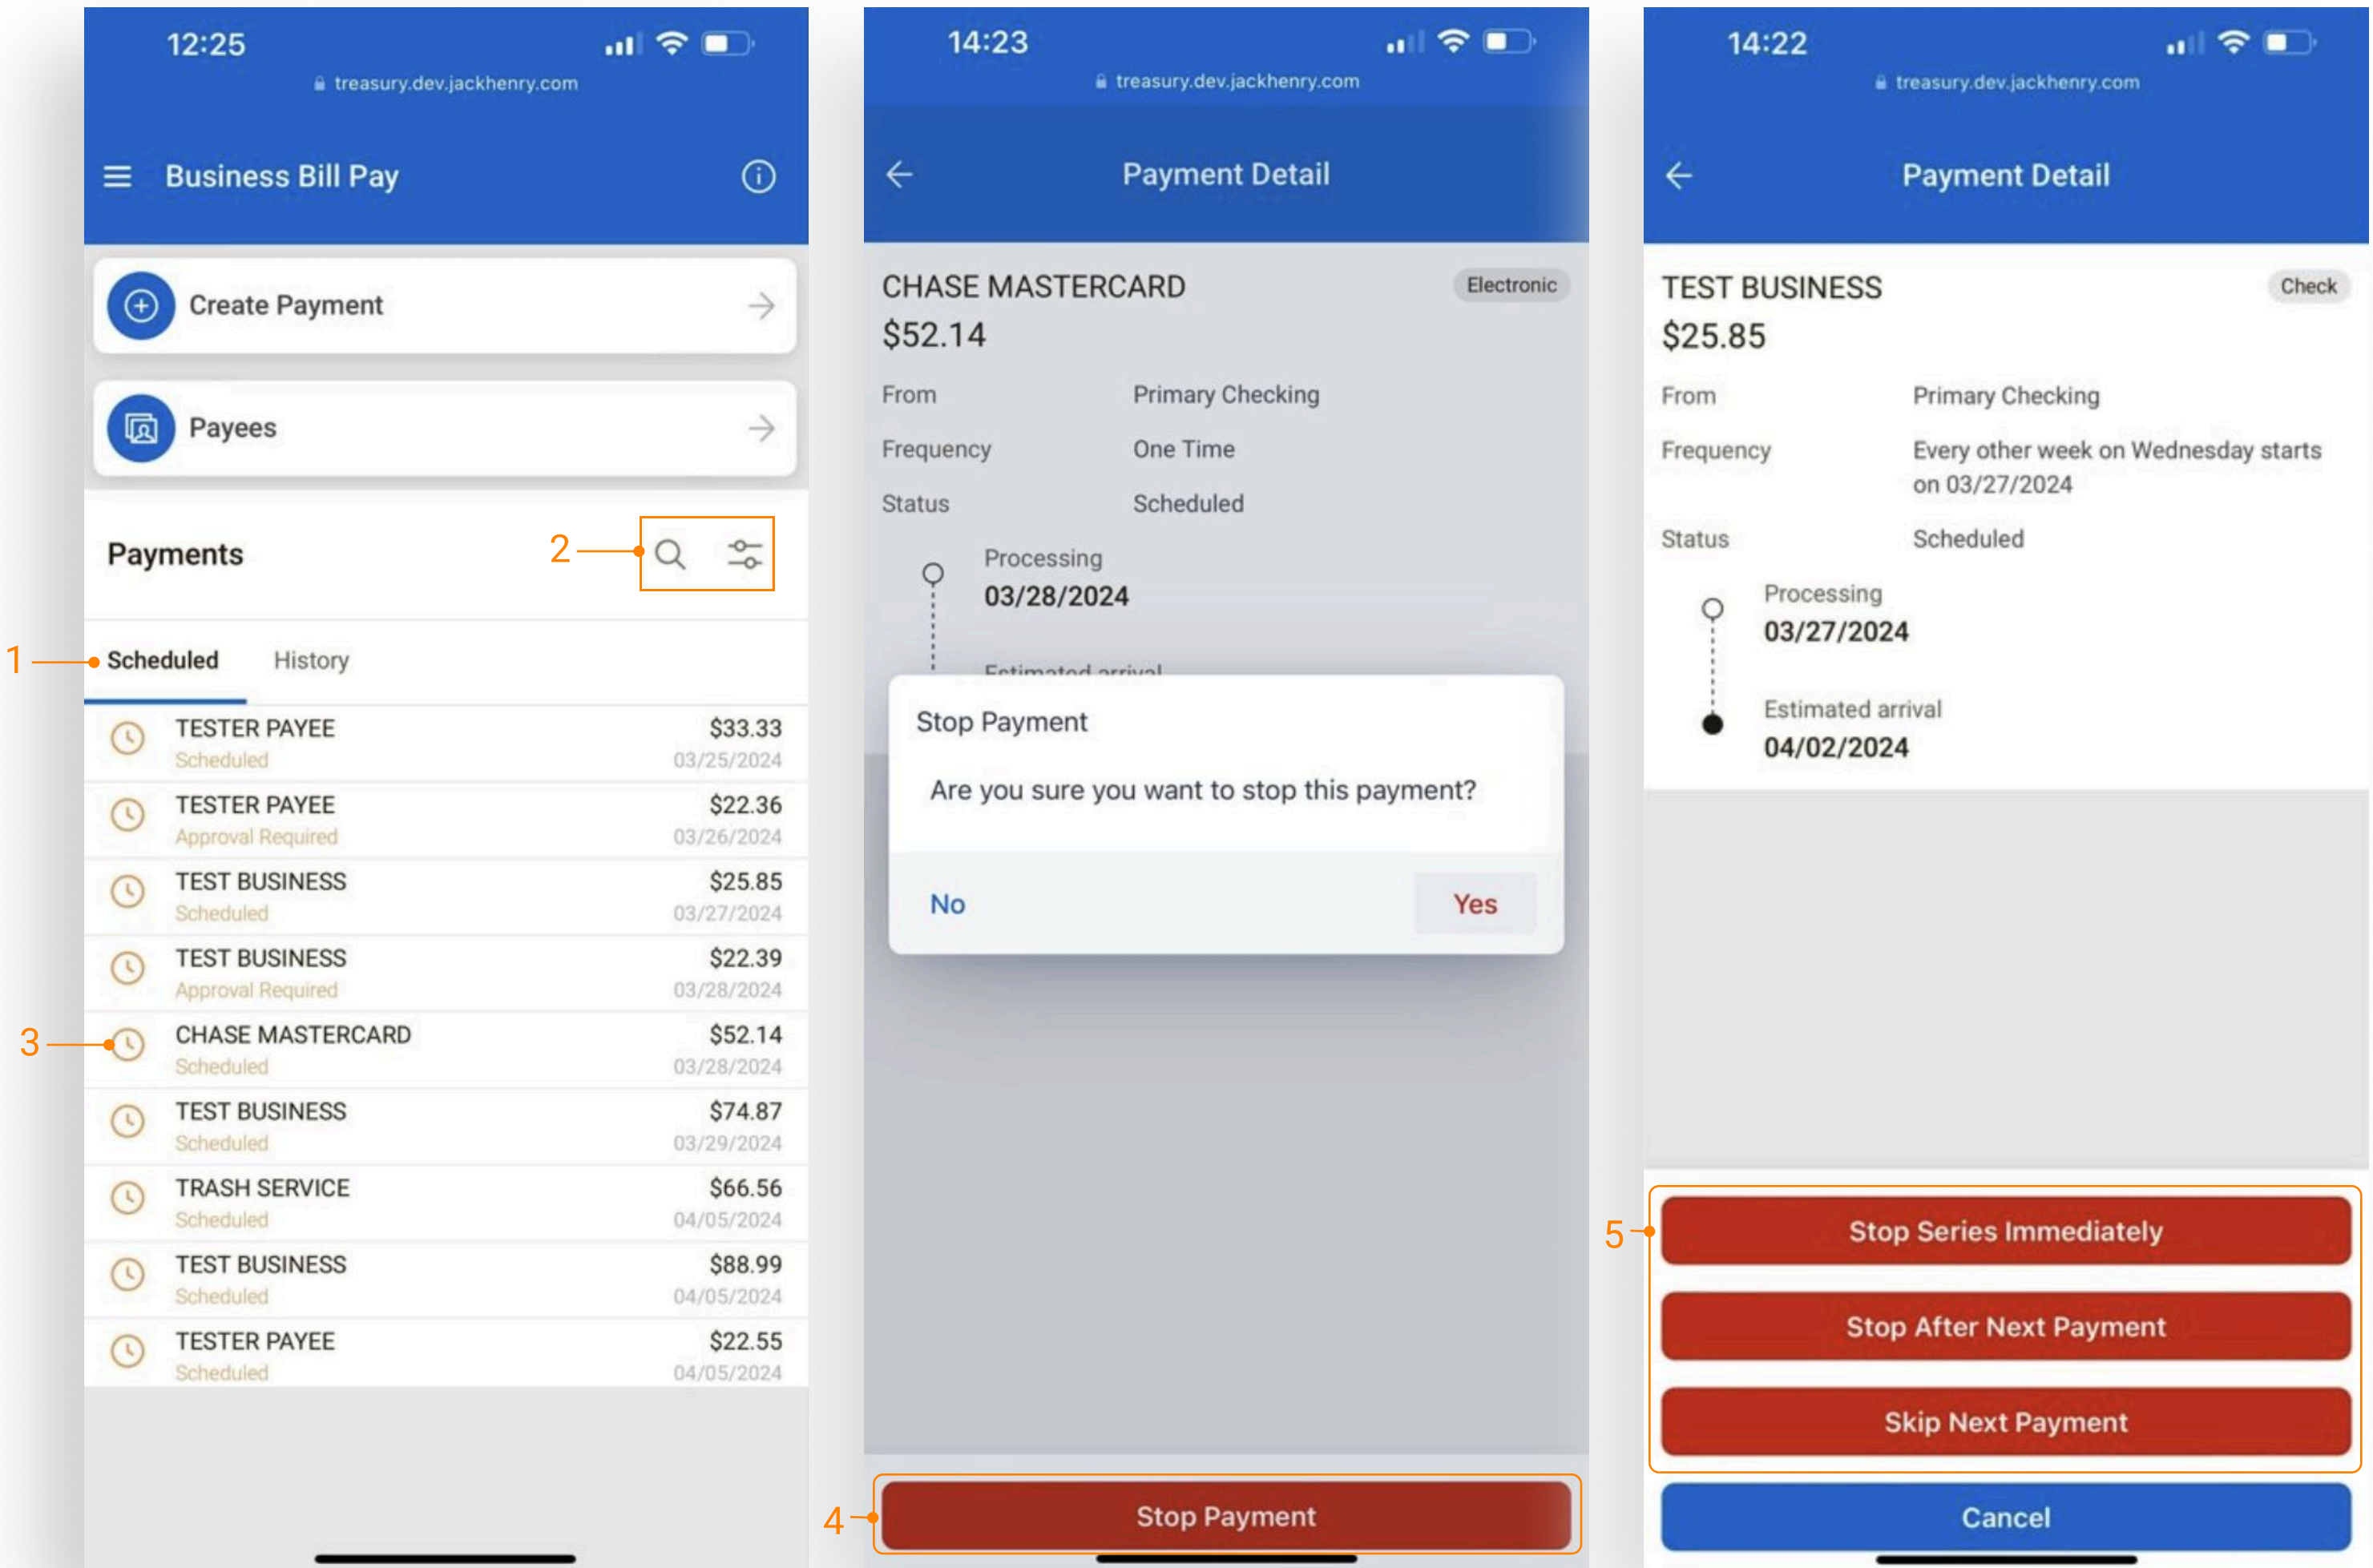 12:25
treasury.dev.jackhenry.com
Business Bill Pay
Create Payment
Payees
Payments
2
1
Scheduled History
TESTER PAYEE $33.33
Scheduled 03/25/2024
TESTER PAYEE $22.36
Approval Required 03/26/2024
TEST BUSINESS $25.85
Scheduled 03/27/2024
TEST BUSINESS $22.39
Approval Required 03/28/2024
3
CHASE MASTERCARD $52.14
Scheduled 03/28/2024
TEST BUSINESS $74.87
Scheduled 03/29/2024
TRASH SERVICE $66.56
Scheduled 04/05/2024
TEST BUSINESS $88.99
Scheduled 04/05/2024
TESTER PAYEE $22.55
Scheduled 04/05/2024
14:23
treasury.dev.jackhenry.com
Payment Detail
CHASE MASTERCARD Electronic
$52.14
From Primary Checking
Frequency One Time
Status Scheduled
Processing
03/28/2024
Estimated arrival
Stop Payment
Are you sure you want to stop this payment?
No Yes
4
Stop Payment
14:22
treasury.dev.jackhenry.com
Payment Detail
TEST BUSINESS Check
$25.85
From Primary Checking
Frequency Every other week on Wednesday starts
on 03/27/2024
Status Scheduled
Processing
03/27/2024
Estimated arrival
04/02/2024
5
Stop Series Immediately
Stop After Next Payment
Skip Next Payment
Cancel